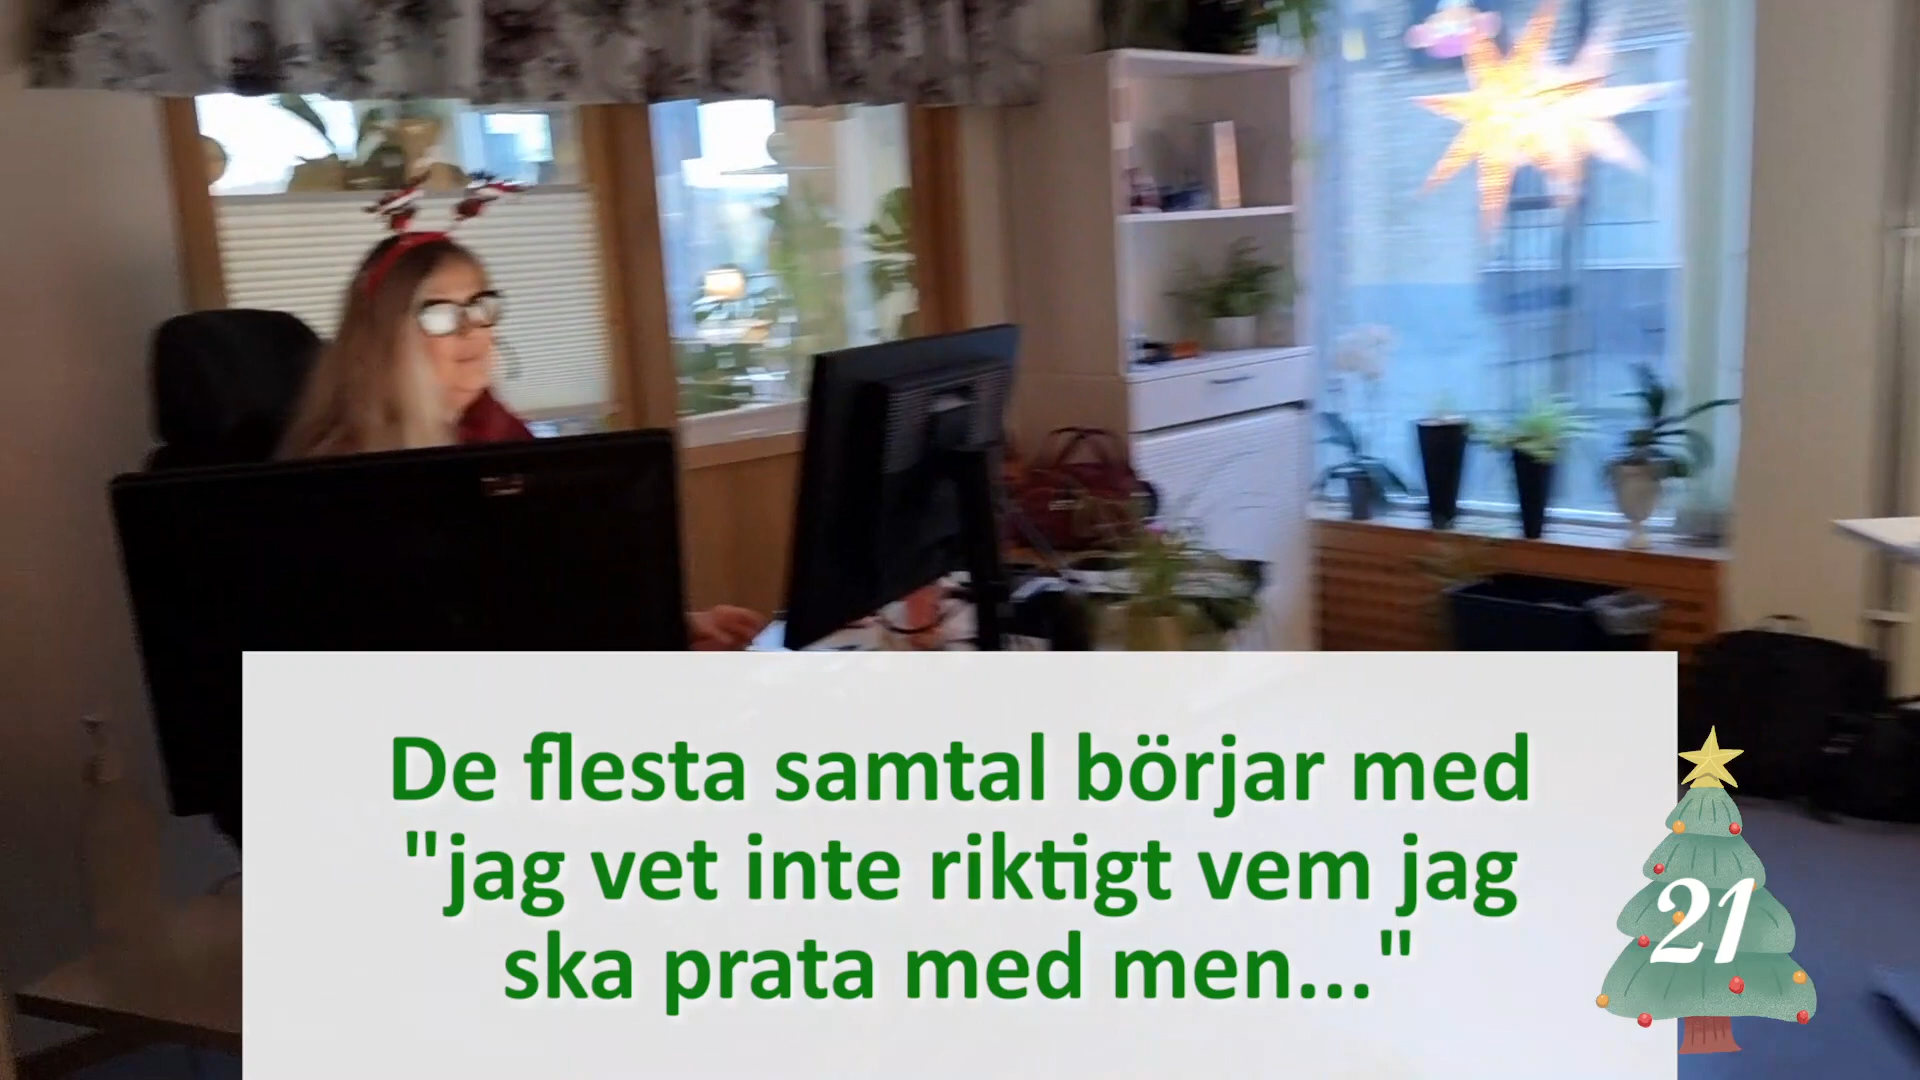 De flesta samtal börjar med
"jag vet inte riktigt vem jag
ska prata med men..."
21